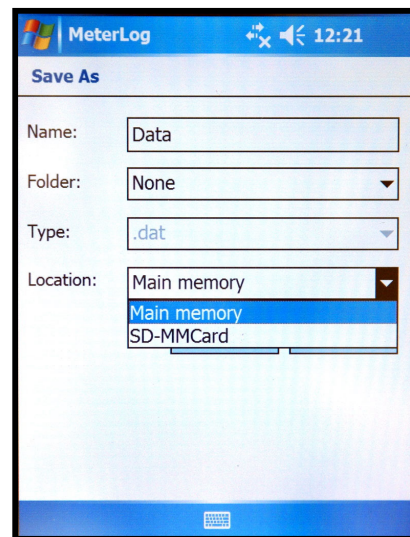 MeterLog 12:21
Save As
Name: Data
Folder: None
Type: .dat
Location: Main memory
Main memory
SD-MMCard